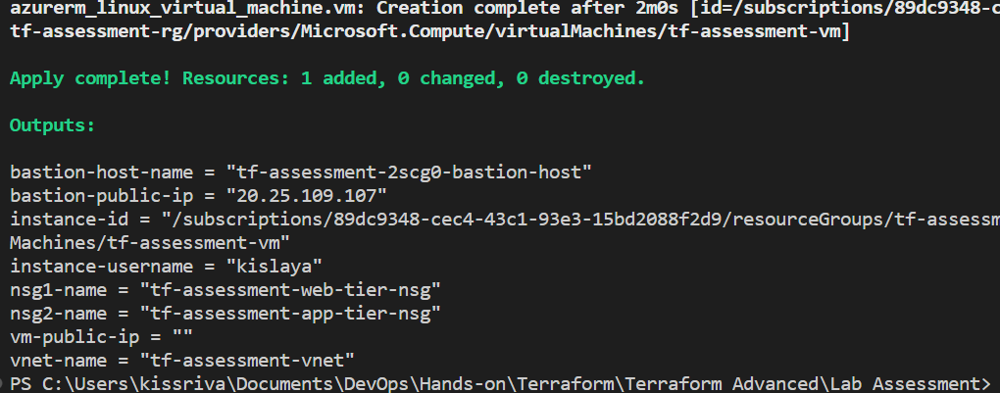 azurerm_linux_virtual_machine.vm: Creation complete after 2m0s [id=/subscriptions/89dc9348-c
tf-assessment-rg/providers/Microsoft.Compute/virtualMachines/tf-assessment-vm]
Apply complete! Resources: 1 added, 0 changed, 0 destroyed.
Outputs:
bastion-host-name = "tf-assessment-2scg0-bastion-host"
bastion-public-ip = "20.25.109.107"
instance-id = "/subscriptions/89dc9348-cec4-43c1-93e3-15bd2088f2d9/resourceGroups/tf-assessm
Machines/tf-assessment-vm"
instance-username = "kislaya"
nsg1-name = "tf-assessment-web-tier-nsg"
nsg2-name = "tf-assessment-app-tier-nsg"
vm-public-ip = ""
vnet-name = "tf-assessment-vnet"
PS C:\Users\kissriva\Documents\DevOps\Hands-on\Terraform\Terraform Advanced\Lab Assessment>